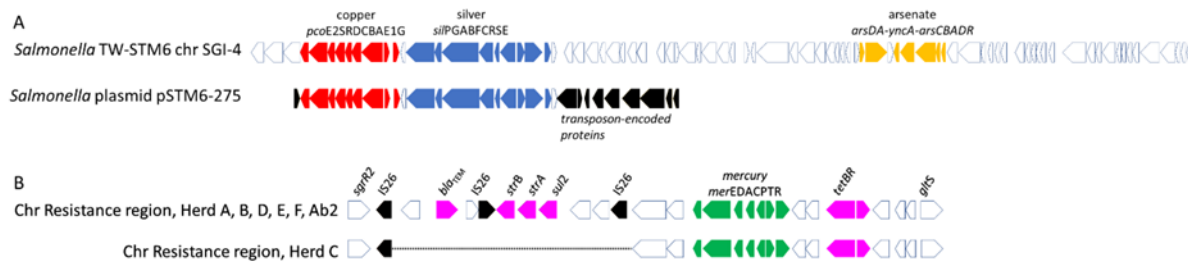 A
copper
pcoE2SRDCBAE1G
silver
silPGABFCRSE
arsenate
arsDA-yncA-arsCBADR
Salmonella TW-STM6 chr SGI-4
Salmonella plasmid pSTM6-275
transposon-encoded
proteins
B
sgrR2
IS26
blaTEM
IS26
strB
strA
sul2
IS26
mercury
merEDACPTR
tetBR
gltS
Chr Resistance region, Herd A, B, D, E, F, Ab2
Chr Resistance region, Herd C